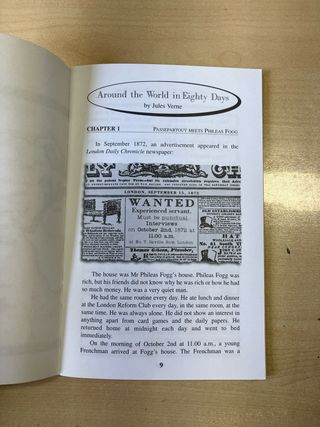 Around the World in Eighty Days
by Jules Verne
CHAPTER 1 PASSEPARTOUT MEETS PHILEAS FOGG
In September 1872, an advertisement appeared in the
London Daily Chronicle newspaper:
LONDON, SEPTEMBER 15, 1872
WANTED
Experienced servant.
Must be punctual.
Interviews
on October 2nd, 1872 at
11.00 a.m.
at No 7. Saville Row London
The house was Mr Phileas Fogg's house. Phileas Fogg was
rich, but his friends did not know why he was rich or how he had
so much money. He was a very quiet man.
He had the same routine every day. He ate lunch and dinner
at the London Reform Club every day, in the same room, at the
same time. He was always alone. He did not show an interest in
anything apart from card games and the daily papers. He
returned home at midnight each day and went to bed
immediately.
On the morning of October 2nd at 11.00 a.m., a young
Frenchman arrived at Fogg's house. The Frenchman was a
9